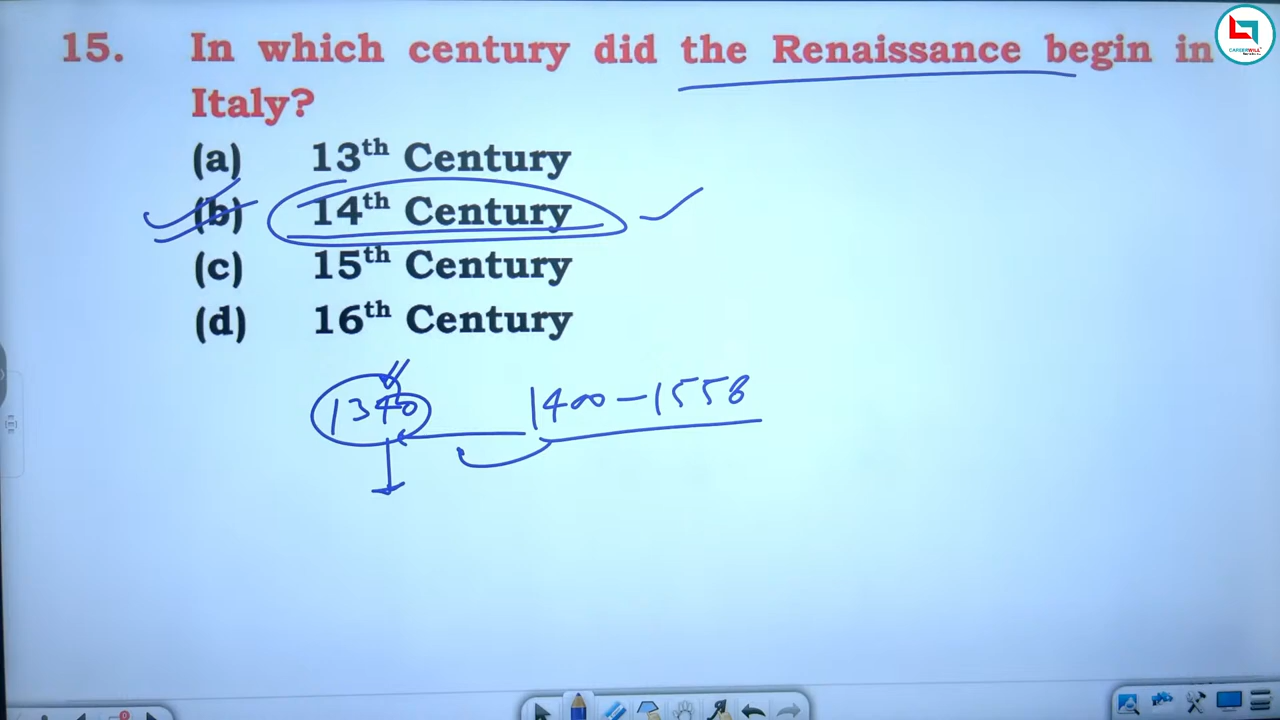 15. In which century did the Renaissance begin in
Italy?
(a) 13th Century
(b) 14th Century
(c) 15th Century
(d) 16th Century
1340 1400-1558
CAREERWILL